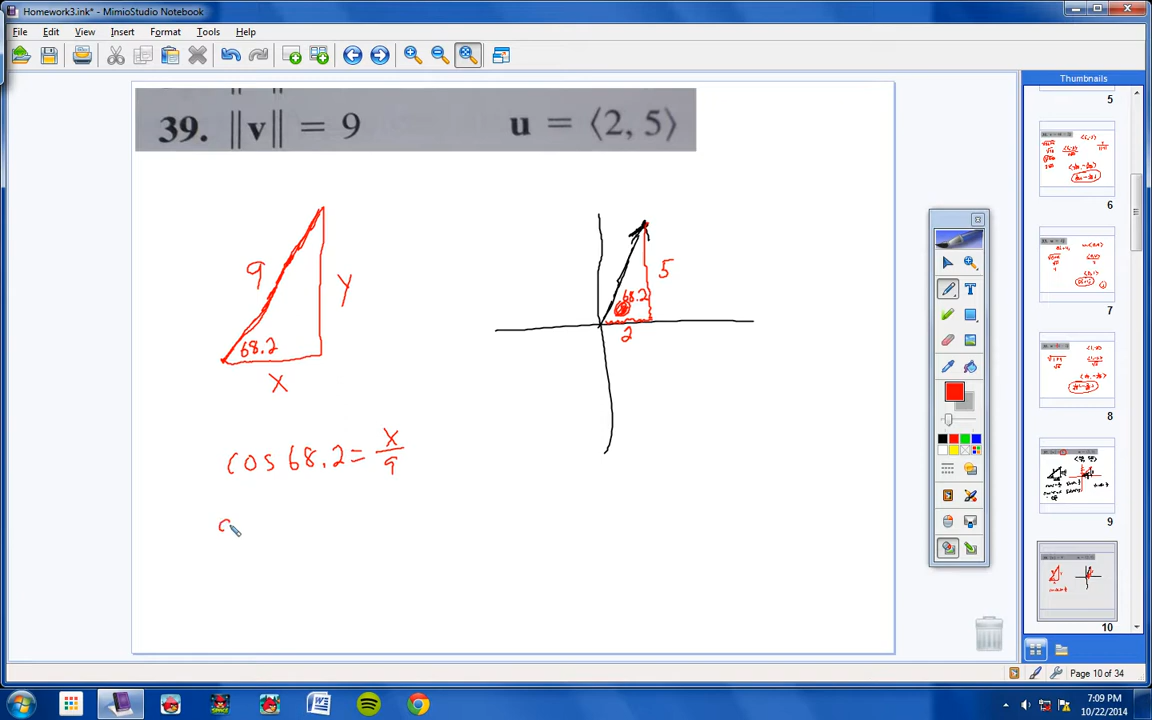 Homework3.ink* - MimioStudio Notebook
File Edit View Insert Format Tools Help
39. ||v|| = 9 u = ⟨2, 5⟩
9
y
68.2
x
5
68.2
2
cos 68.2 = x/9
Thumbnails
5
6
7
8
9
10
Page 10 of 34
7:09 PM
10/22/2014